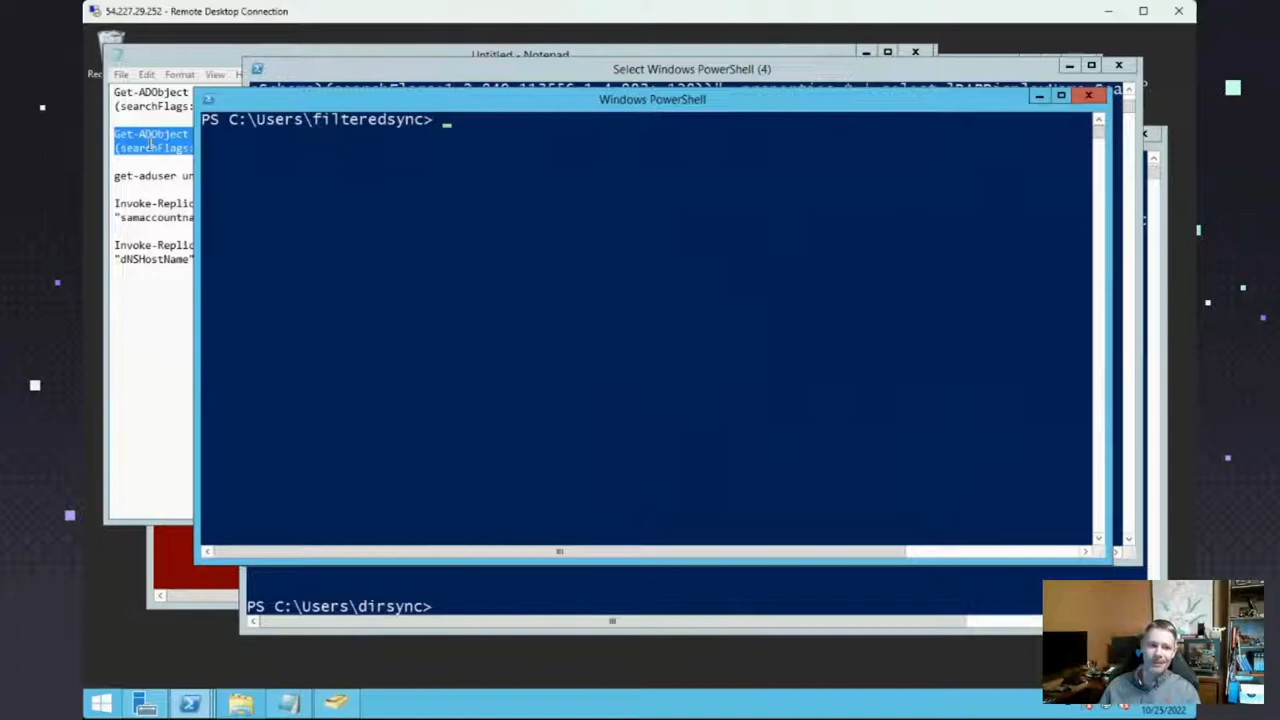 54.227.29.252 - Remote Desktop Connection
Untitled - Notepad
File Edit Format View H
Get-ADObject
(searchFlags:
Get-ADObject
(searchFlags:
get-aduser un
Invoke-Replic
"samaccountna
Invoke-Replic
"dNSHostName"
Select Windows PowerShell (4)
Windows PowerShell
PS C:\Users\filteredsync>
PS C:\Users\dirsync>
10/25/2022